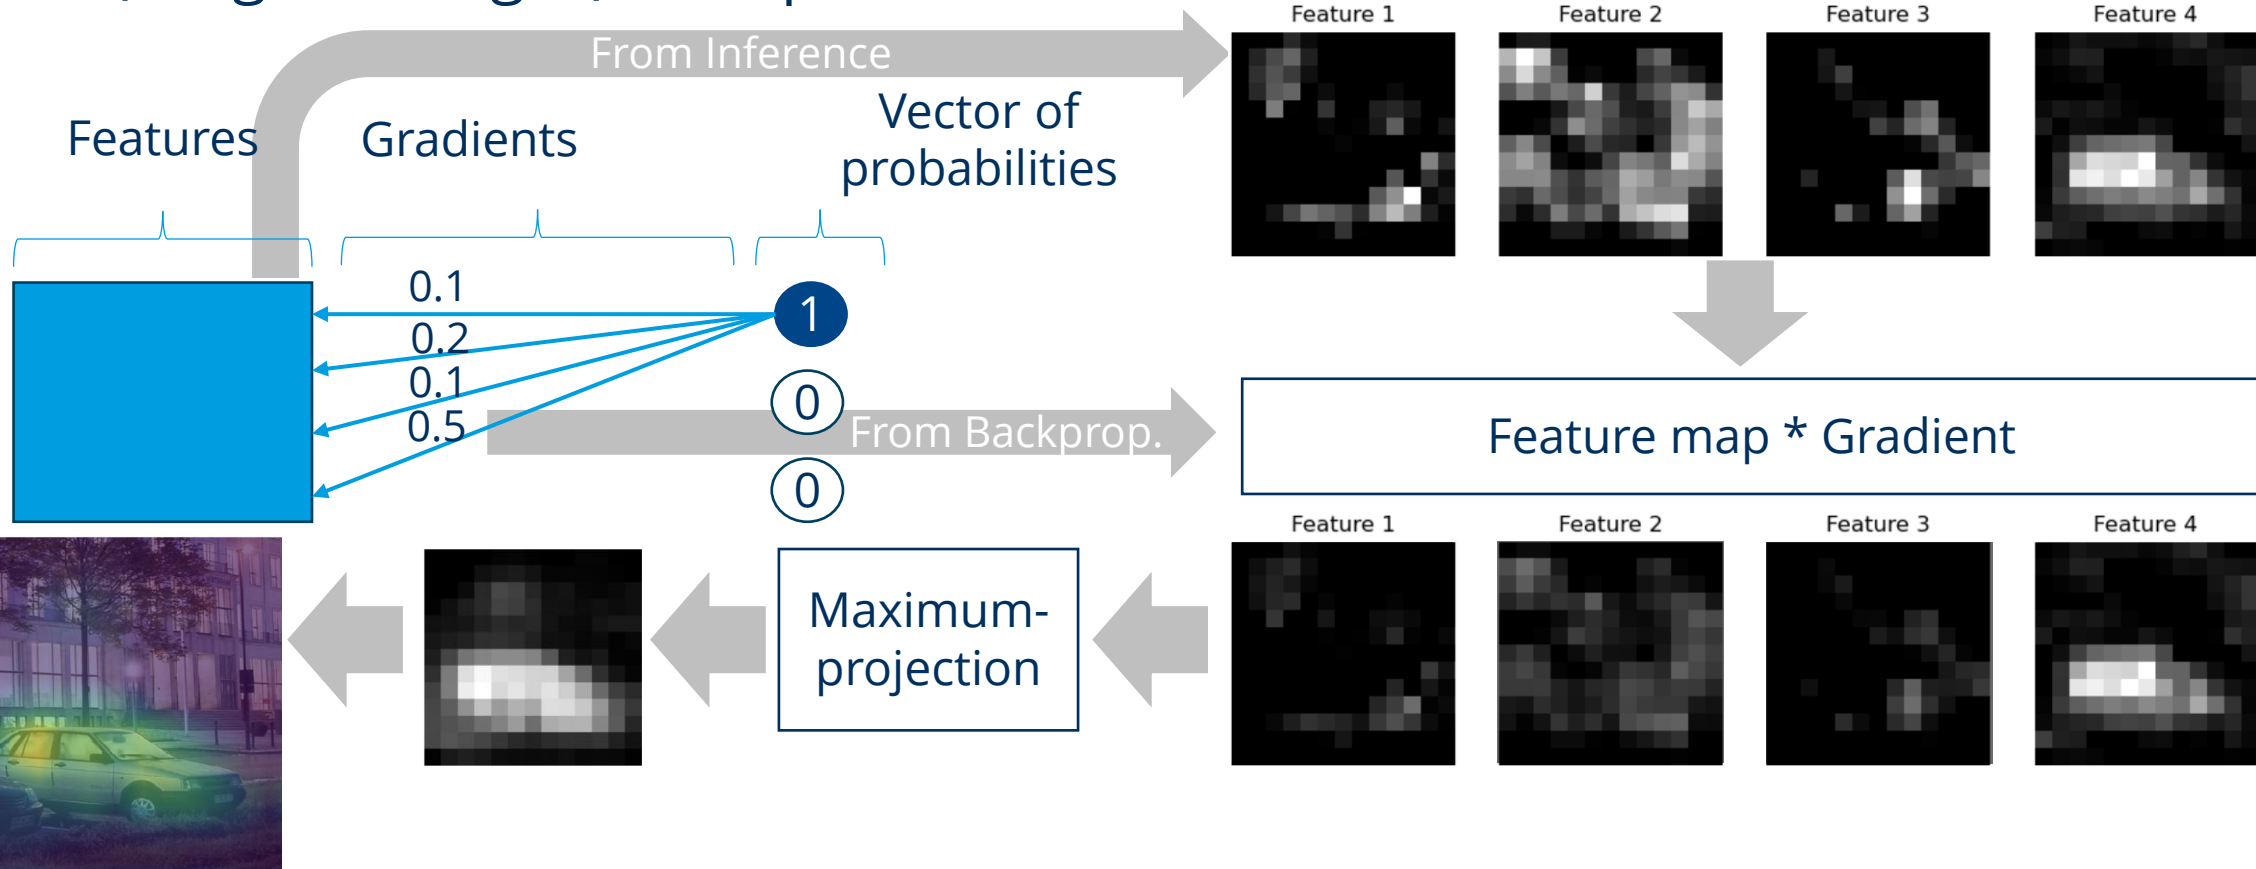 Feature 1
Feature 2
Feature 3
Feature 4
From Inference
Features
Gradients
Vector of
probabilities
0.1
0.2
0.1
0.5
1
0
0
From Backprop.
Feature map * Gradient
Feature 1
Feature 2
Feature 3
Feature 4
Maximum-
projection